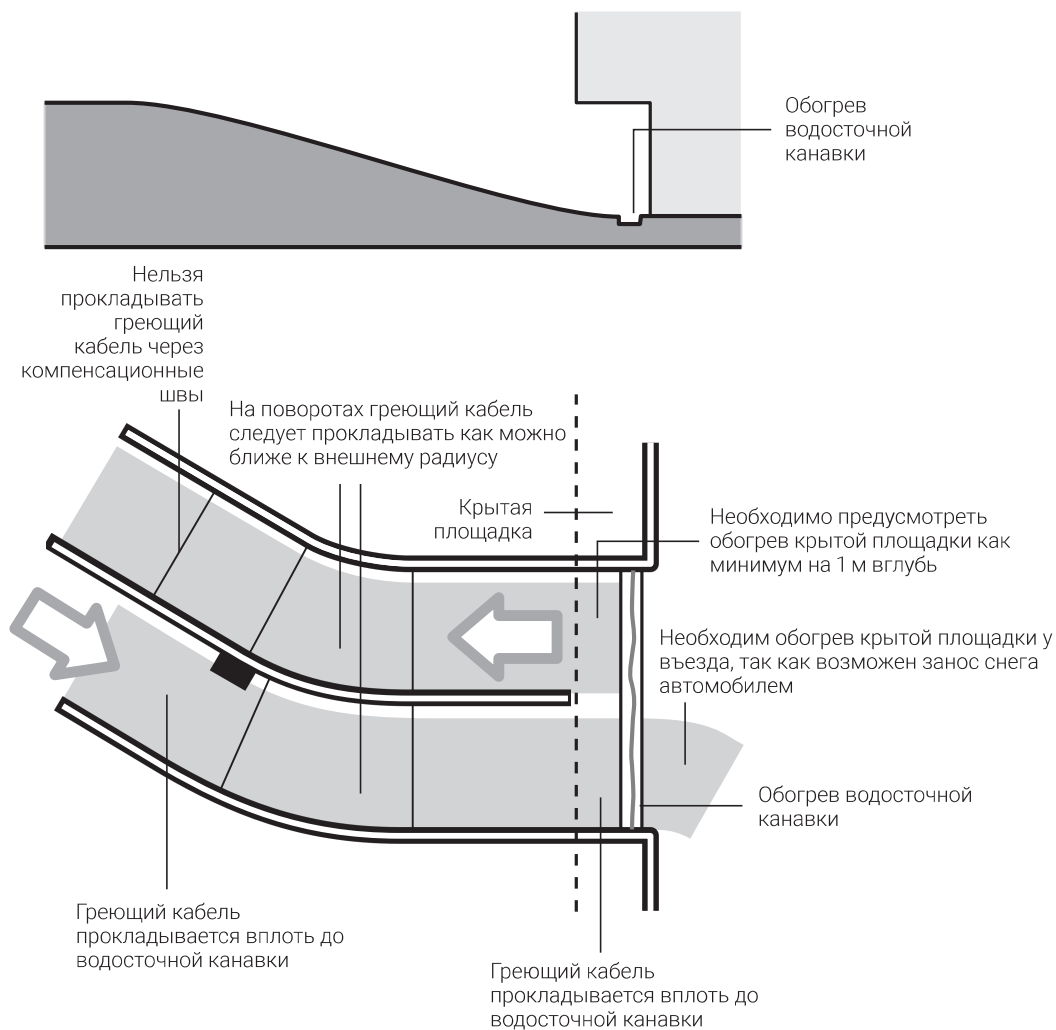 Обогрев
водосточной
канавки
Нельзя
прокладывать
греющий
кабель через
компенсационные
швы
На поворотах греющий кабель
следует прокладывать как можно
ближе к внешнему радиусу
Крытая
площадка
Необходимо предусмотреть
обогрев крытой площадки как
минимум на 1 м вглубь
Необходим обогрев крытой площадки у
въезда, так как возможен занос снега
автомобилем
Обогрев водосточной
канавки
Греющий кабель
прокладывается вплоть до
водосточной канавки
Греющий кабель
прокладывается вплоть до
водосточной канавки